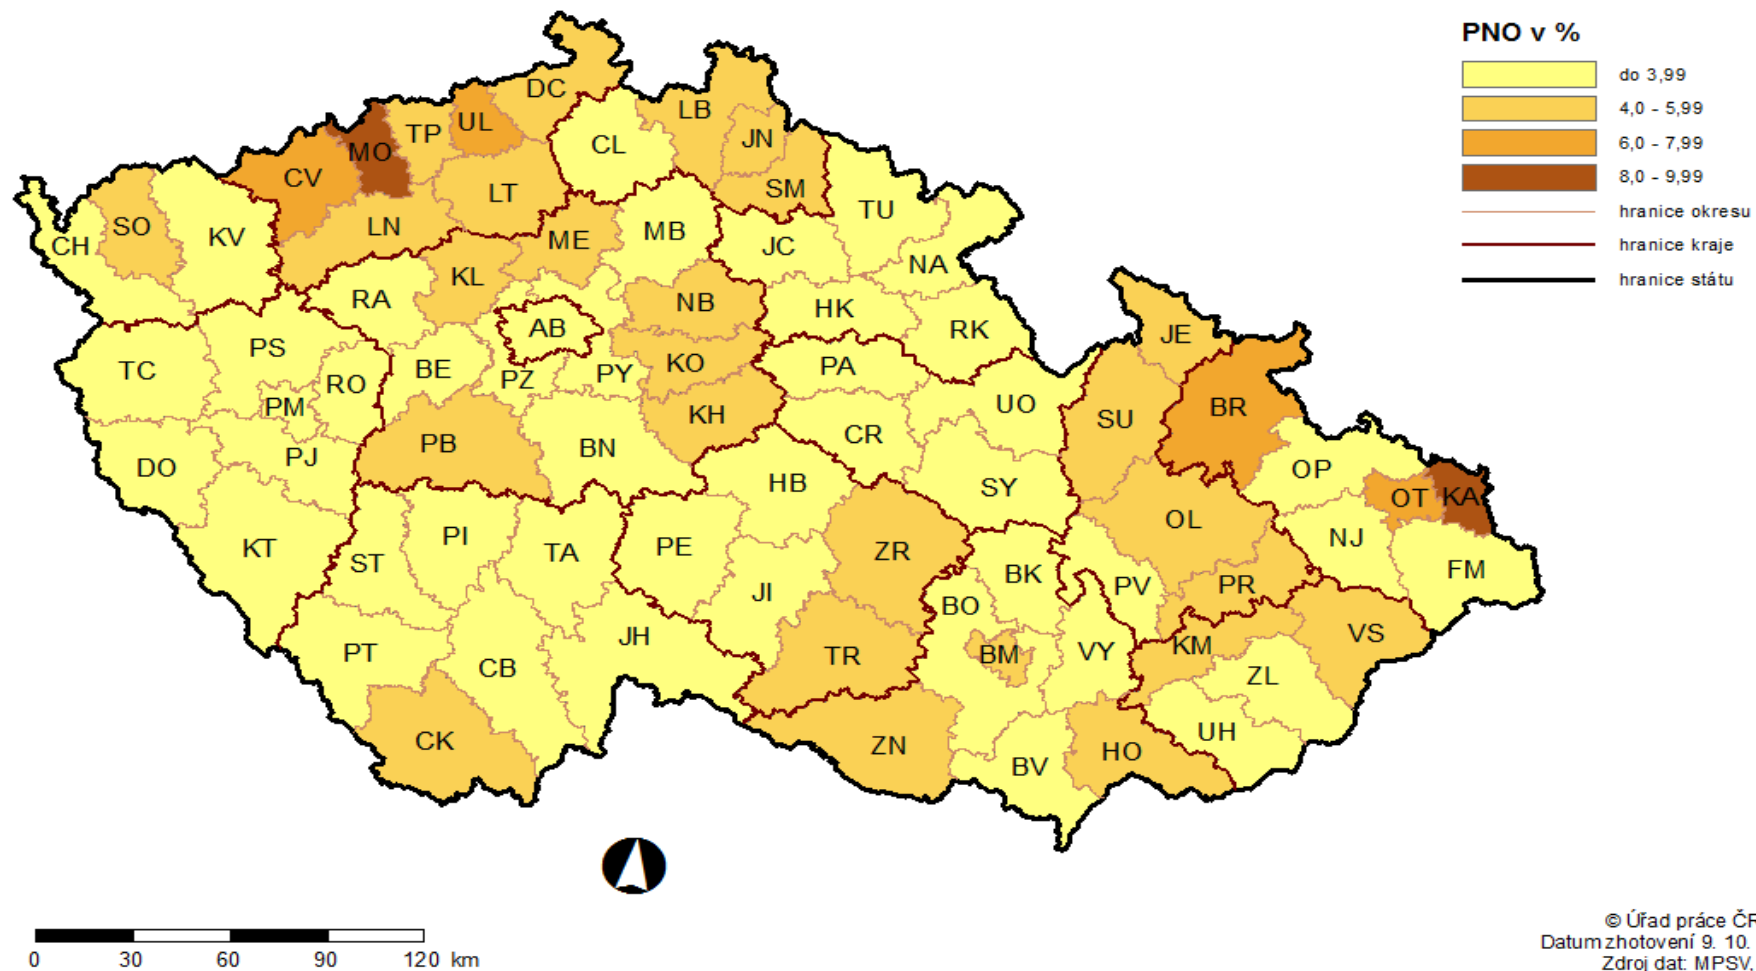 PNO v %
do 3,99
4,0 - 5,99
6,0 - 7,99
8,0 - 9,99
hranice okresu
hranice kraje
hranice státu
DC
LB
UL
TP
JN
CL
MO
CV
LT
SM
TU
SO
LN
KV
CH
ME
MB
JC
NA
KL
RA
NB
HK
AB
RK
JE
PS
TC
BE
RO
PZ
PY
KO
PA
PM
UO
BR
KH
SU
PB
CR
BN
PJ
DO
OP
HB
SY
OT
KA
OL
PI
KT
TA
PE
ZR
NJ
ST
BK
FM
PV
PR
JI
BO
JH
VS
KM
PT
TR
BM
VY
CB
ZL
CK
ZN
UH
HO
BV
0 30 60 90 120 km
© Úřad práce ČR
Datum zhotovení 9. 10.
Zdroj dat: MPSV,